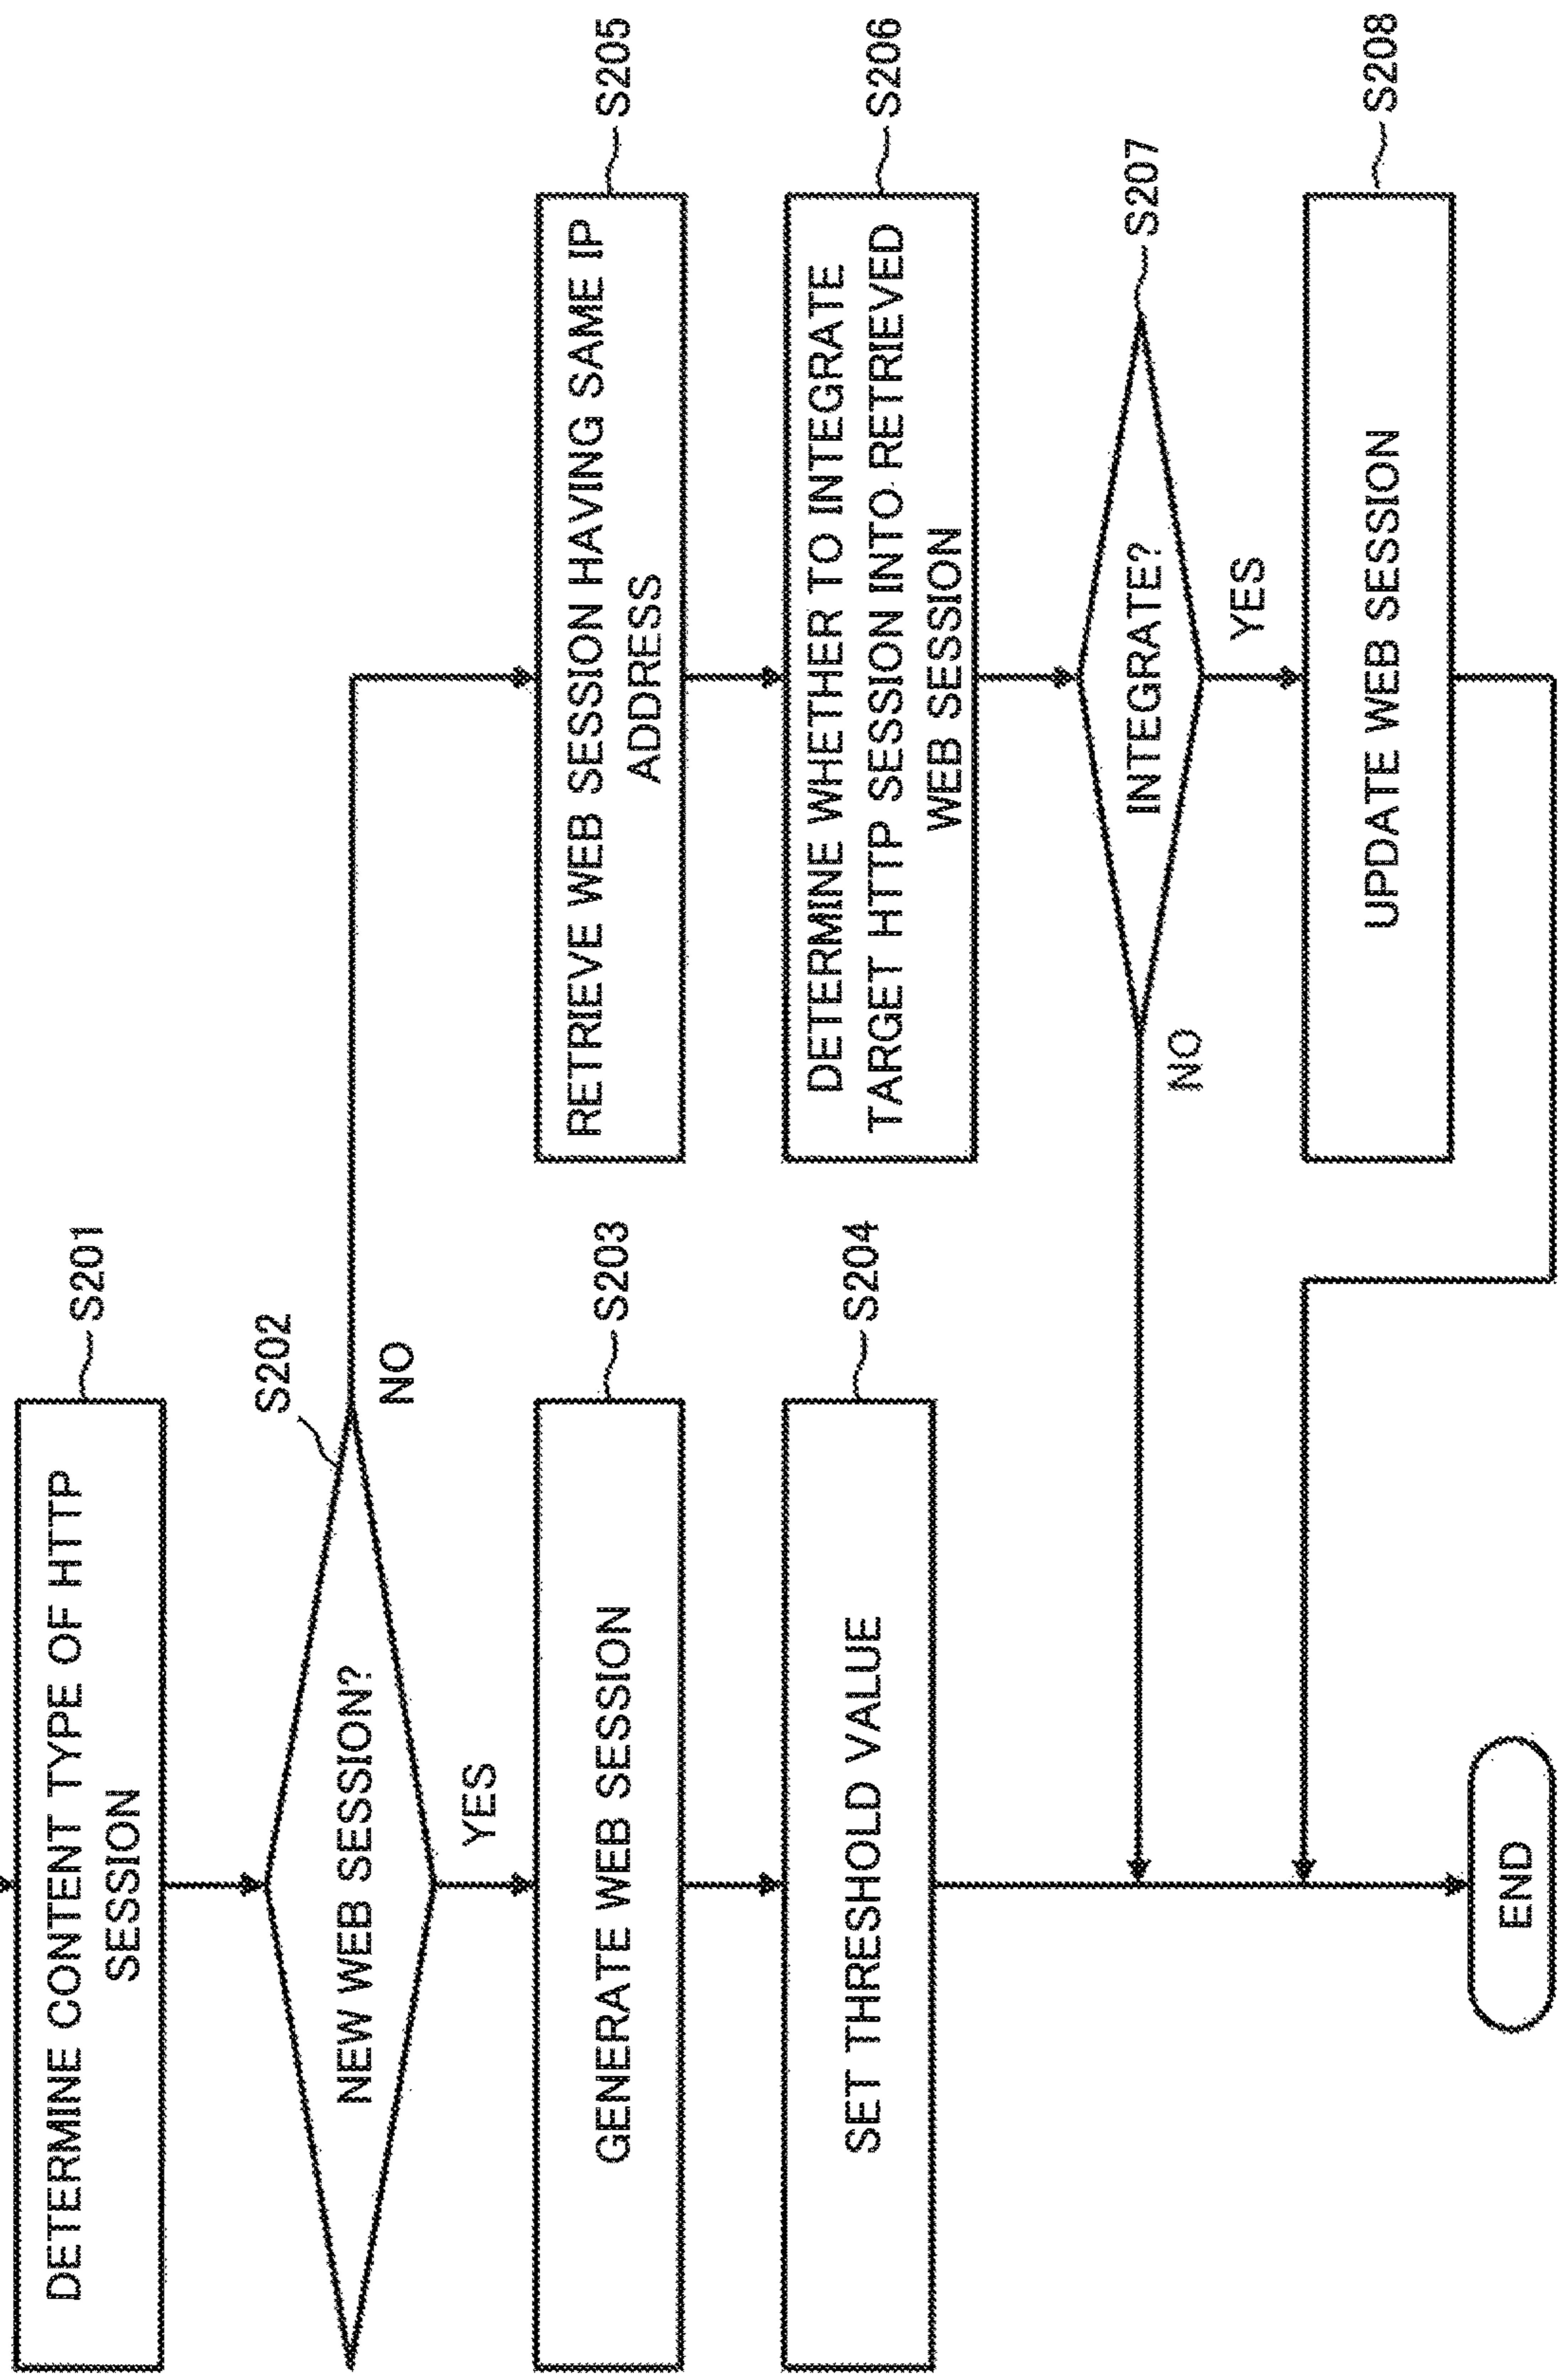 DETERMINE CONTENT TYPE OF HTTP
SESSION
S201
NEW WEB SESSION?
S202
NO
YES
GENERATE WEB SESSION
S203
SET THRESHOLD VALUE
S204
RETRIEVE WEB SESSION HAVING SAME IP
ADDRESS
S205
DETERMINE WHETHER TO INTEGRATE
TARGET HTTP SESSION INTO RETRIEVED
WEB SESSION
S206
INTEGRATE?
S207
NO
YES
UPDATE WEB SESSION
S208
END